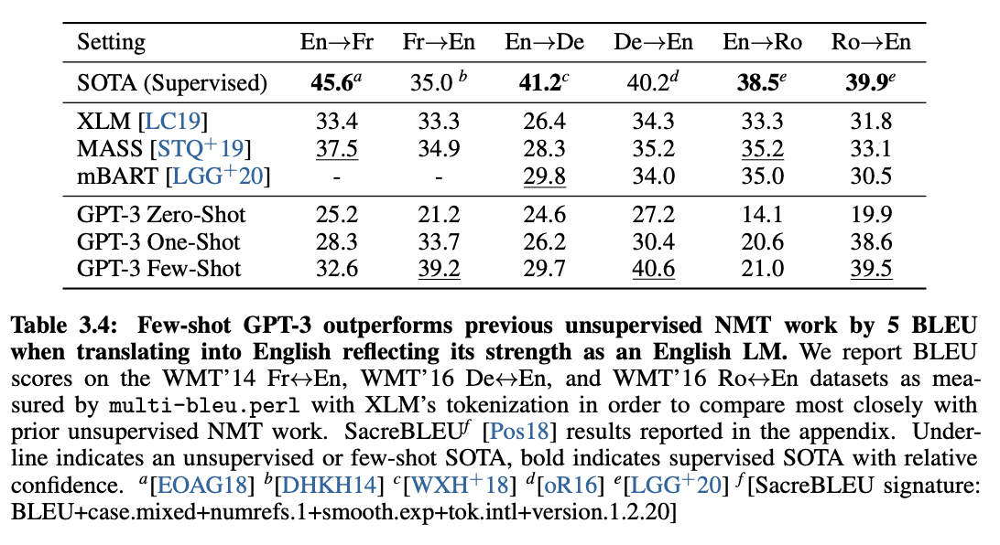 Setting En→Fr Fr→En En→De De→En En→Ro Ro→En
SOTA (Supervised) 45.6a 35.0 b 41.2c 40.2d 38.5e 39.9e
XLM [LC19] 33.4 33.3 26.4 34.3 33.3 31.8
MASS [STQ+19] 37.5 34.9 28.3 35.2 35.2 33.1
mBART [LGG+20] - - 29.8 34.0 35.0 30.5
GPT-3 Zero-Shot 25.2 21.2 24.6 27.2 14.1 19.9
GPT-3 One-Shot 28.3 33.7 26.2 30.4 20.6 38.6
GPT-3 Few-Shot 32.6 39.2 29.7 40.6 21.0 39.5
Table 3.4: Few-shot GPT-3 outperforms previous unsupervised NMT work by 5 BLEU
when translating into English reflecting its strength as an English LM. We report BLEU
scores on the WMT'14 Fr↔En, WMT'16 De↔En, and WMT'16 Ro↔En datasets as mea-
sured by multi-bleu.perl with XLM's tokenization in order to compare most closely with
prior unsupervised NMT work. SacreBLEUf [Pos18] results reported in the appendix. Under-
line indicates an unsupervised or few-shot SOTA, bold indicates supervised SOTA with relative
confidence. a[EOAG18] b[DHKH14] c[WXH+18] d[oR16] e[LGG+20] f[SacreBLEU signature:
BLEU+case.mixed+numrefs.1+smooth.exp+tok.intl+version.1.2.20]